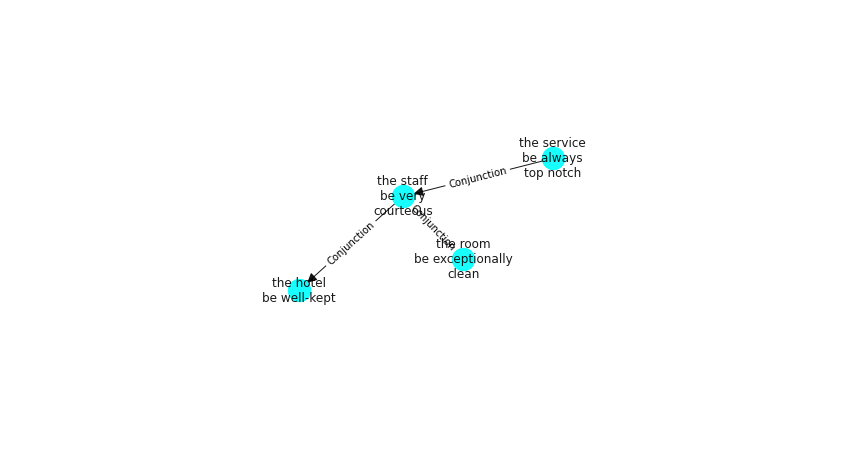 the service
be always
top notch
Conjunction
the staff
be very
courteous
Conjunction
Conjunction
the room
be exceptionally
clean
the hotel
be well-kept